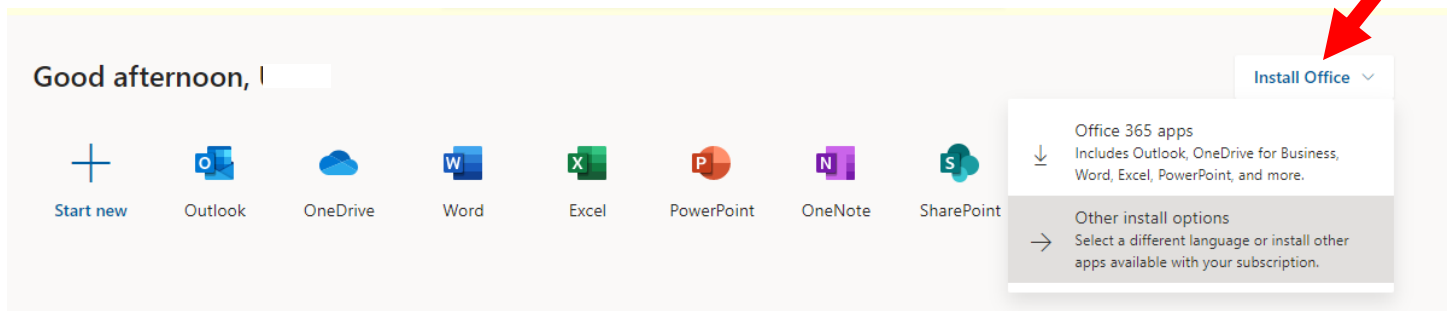 Good afternoon,
Install Office
Office 365 apps
Includes Outlook, OneDrive for Business,
Word, Excel, PowerPoint, and more.
Other install options
Select a different language or install other
apps available with your subscription.
Start new
Outlook
OneDrive
Word
Excel
PowerPoint
OneNote
SharePoint